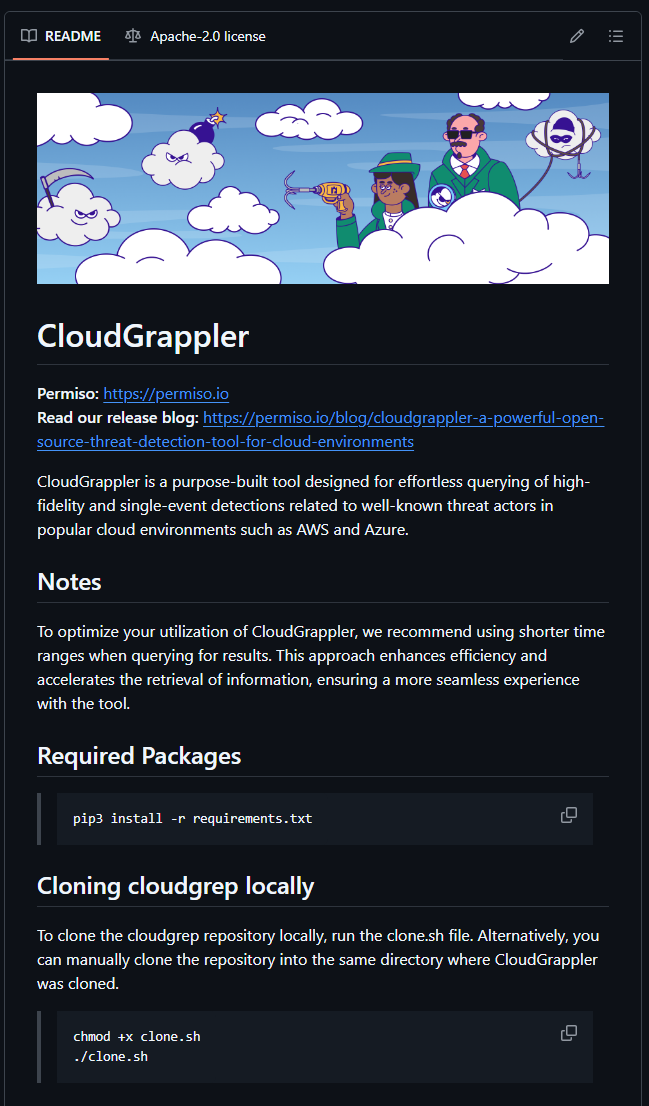 README
Apache-2.0 license
CloudGrappler
Permiso: https://permiso.io
Read our release blog: https://permiso.io/blog/cloudgrappler-a-powerful-open-
source-threat-detection-tool-for-cloud-environments
CloudGrappler is a purpose-built tool designed for effortless querying of high-
fidelity and single-event detections related to well-known threat actors in
popular cloud environments such as AWS and Azure.
Notes
To optimize your utilization of CloudGrappler, we recommend using shorter time
ranges when querying for results. This approach enhances efficiency and
accelerates the retrieval of information, ensuring a more seamless experience
with the tool.
Required Packages
pip3 install -r requirements.txt
Cloning cloudgrep locally
To clone the cloudgrep repository locally, run the clone.sh file. Alternatively, you
can manually clone the repository into the same directory where CloudGrappler
was cloned.
chmod +x clone.sh
./clone.sh